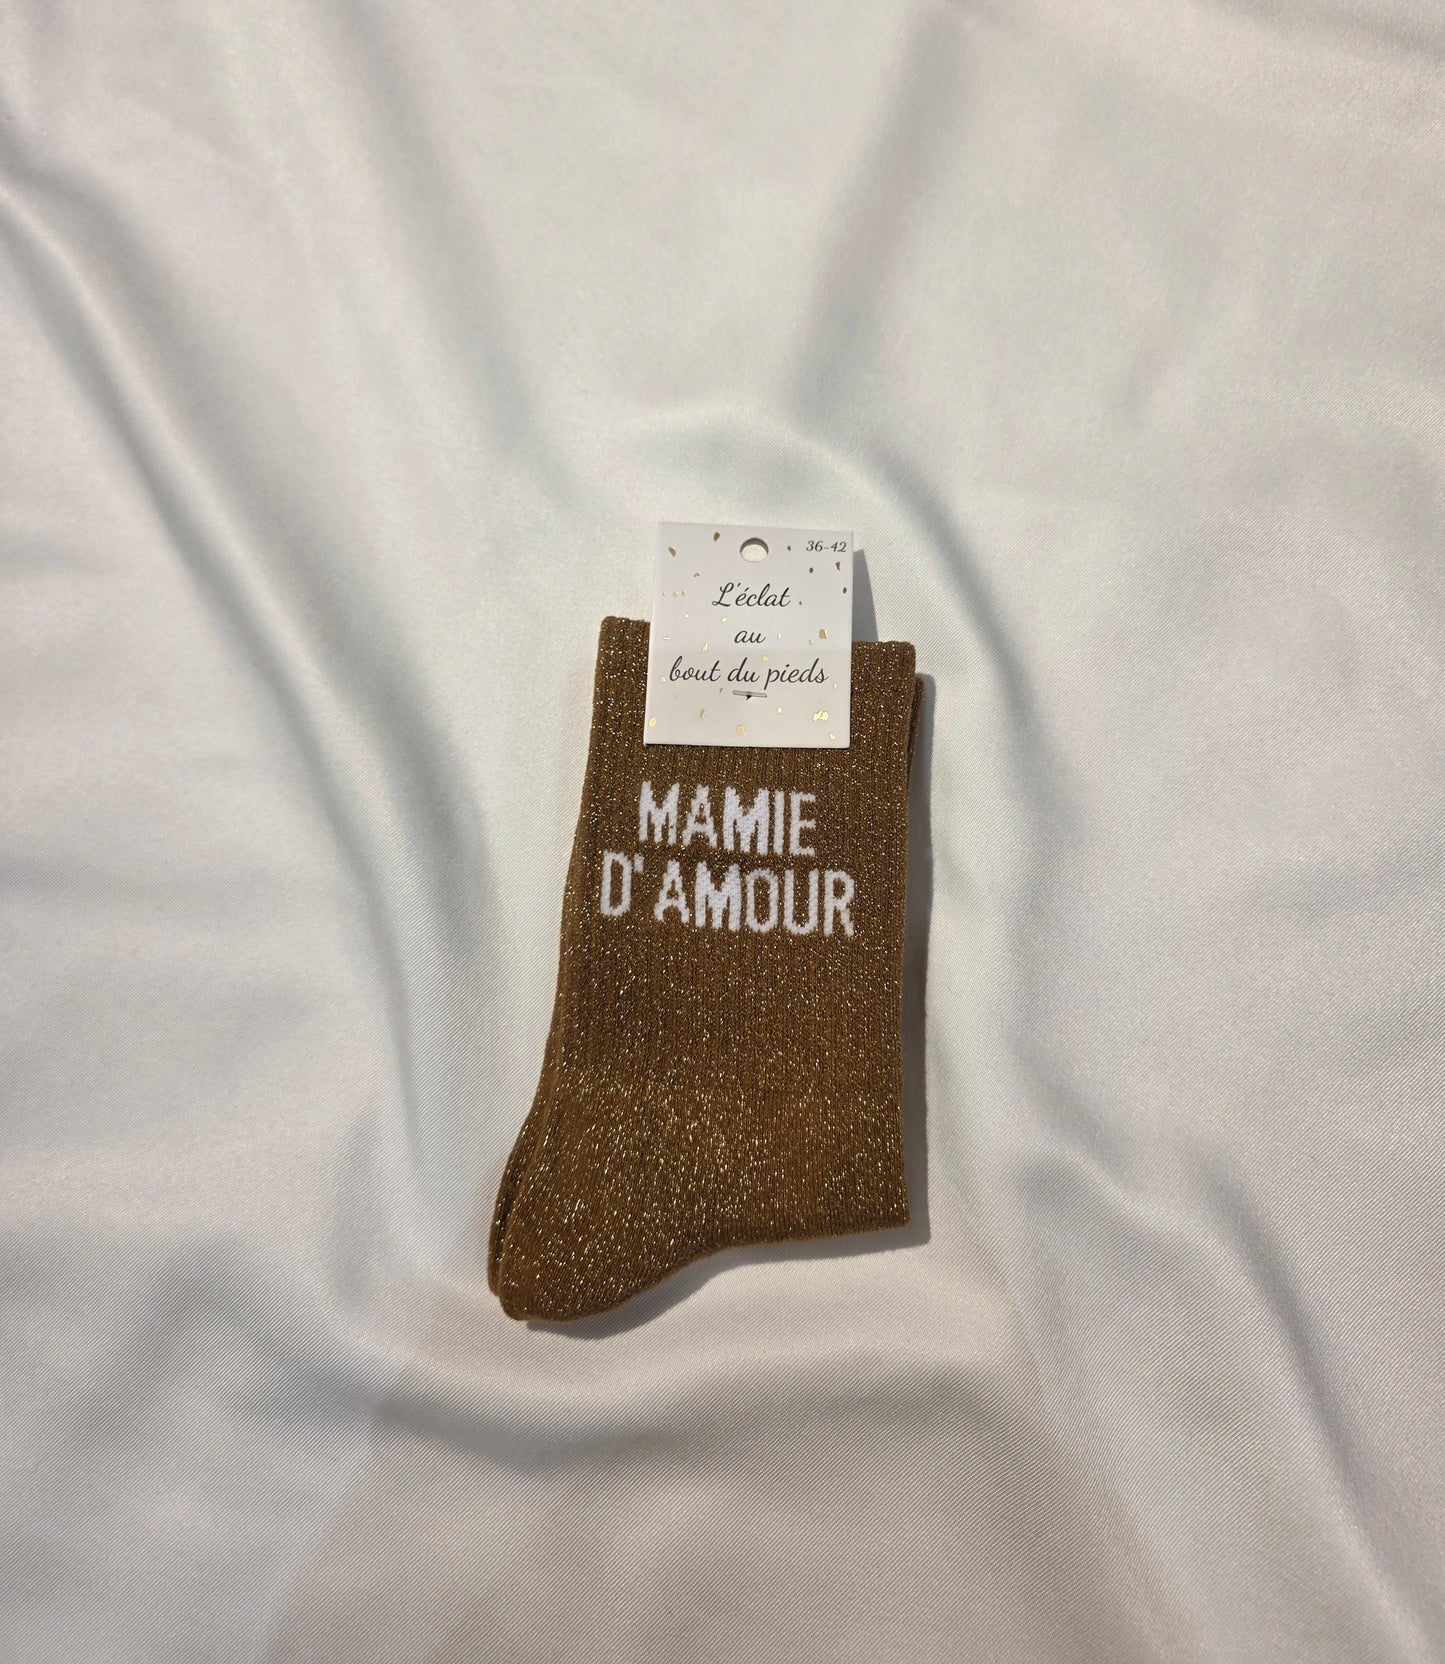 36-42
L'éclat
au
bout du pieds
MAMIE
D'AMOUR